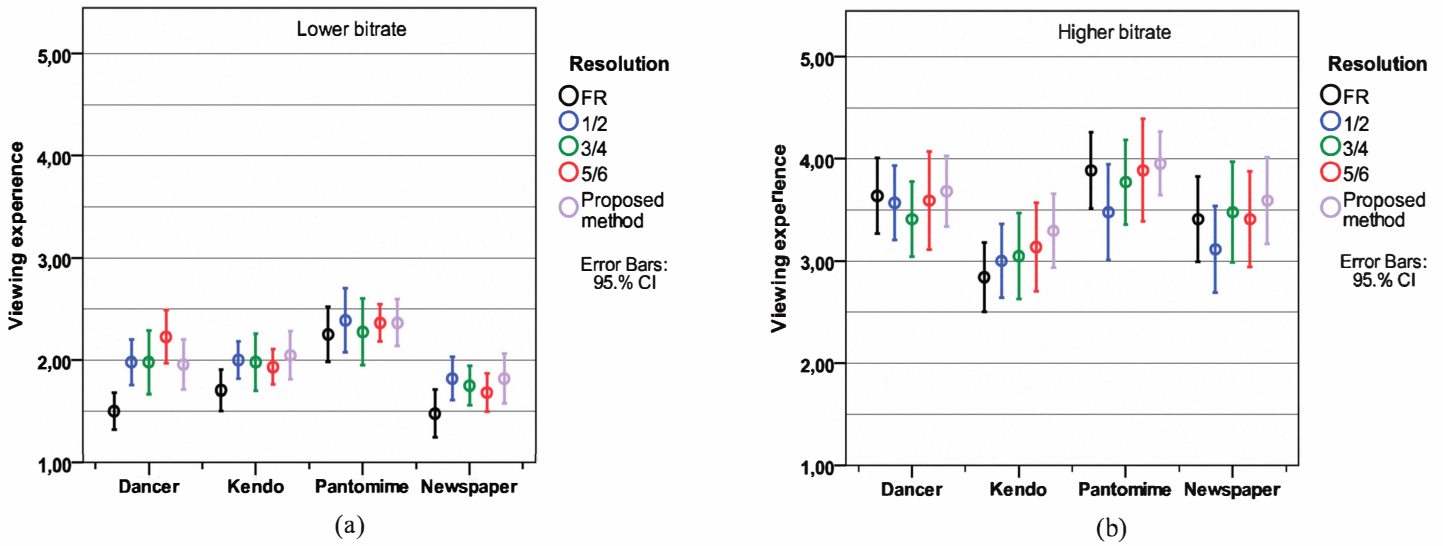 Lower bitrate
5,00
4,00
3,00
2,00
1,00
Viewing experience
Dancer
Kendo
Pantomime
Newspaper
Resolution
FR
1/2
3/4
5/6
Proposed
method
Error Bars:
95.% CI
(a)
Higher bitrate
5,00
4,00
3,00
2,00
1,00
Viewing experience
Dancer
Kendo
Pantomime
Newspaper
Resolution
FR
1/2
3/4
5/6
Proposed
method
Error Bars:
95.% CI
(b)